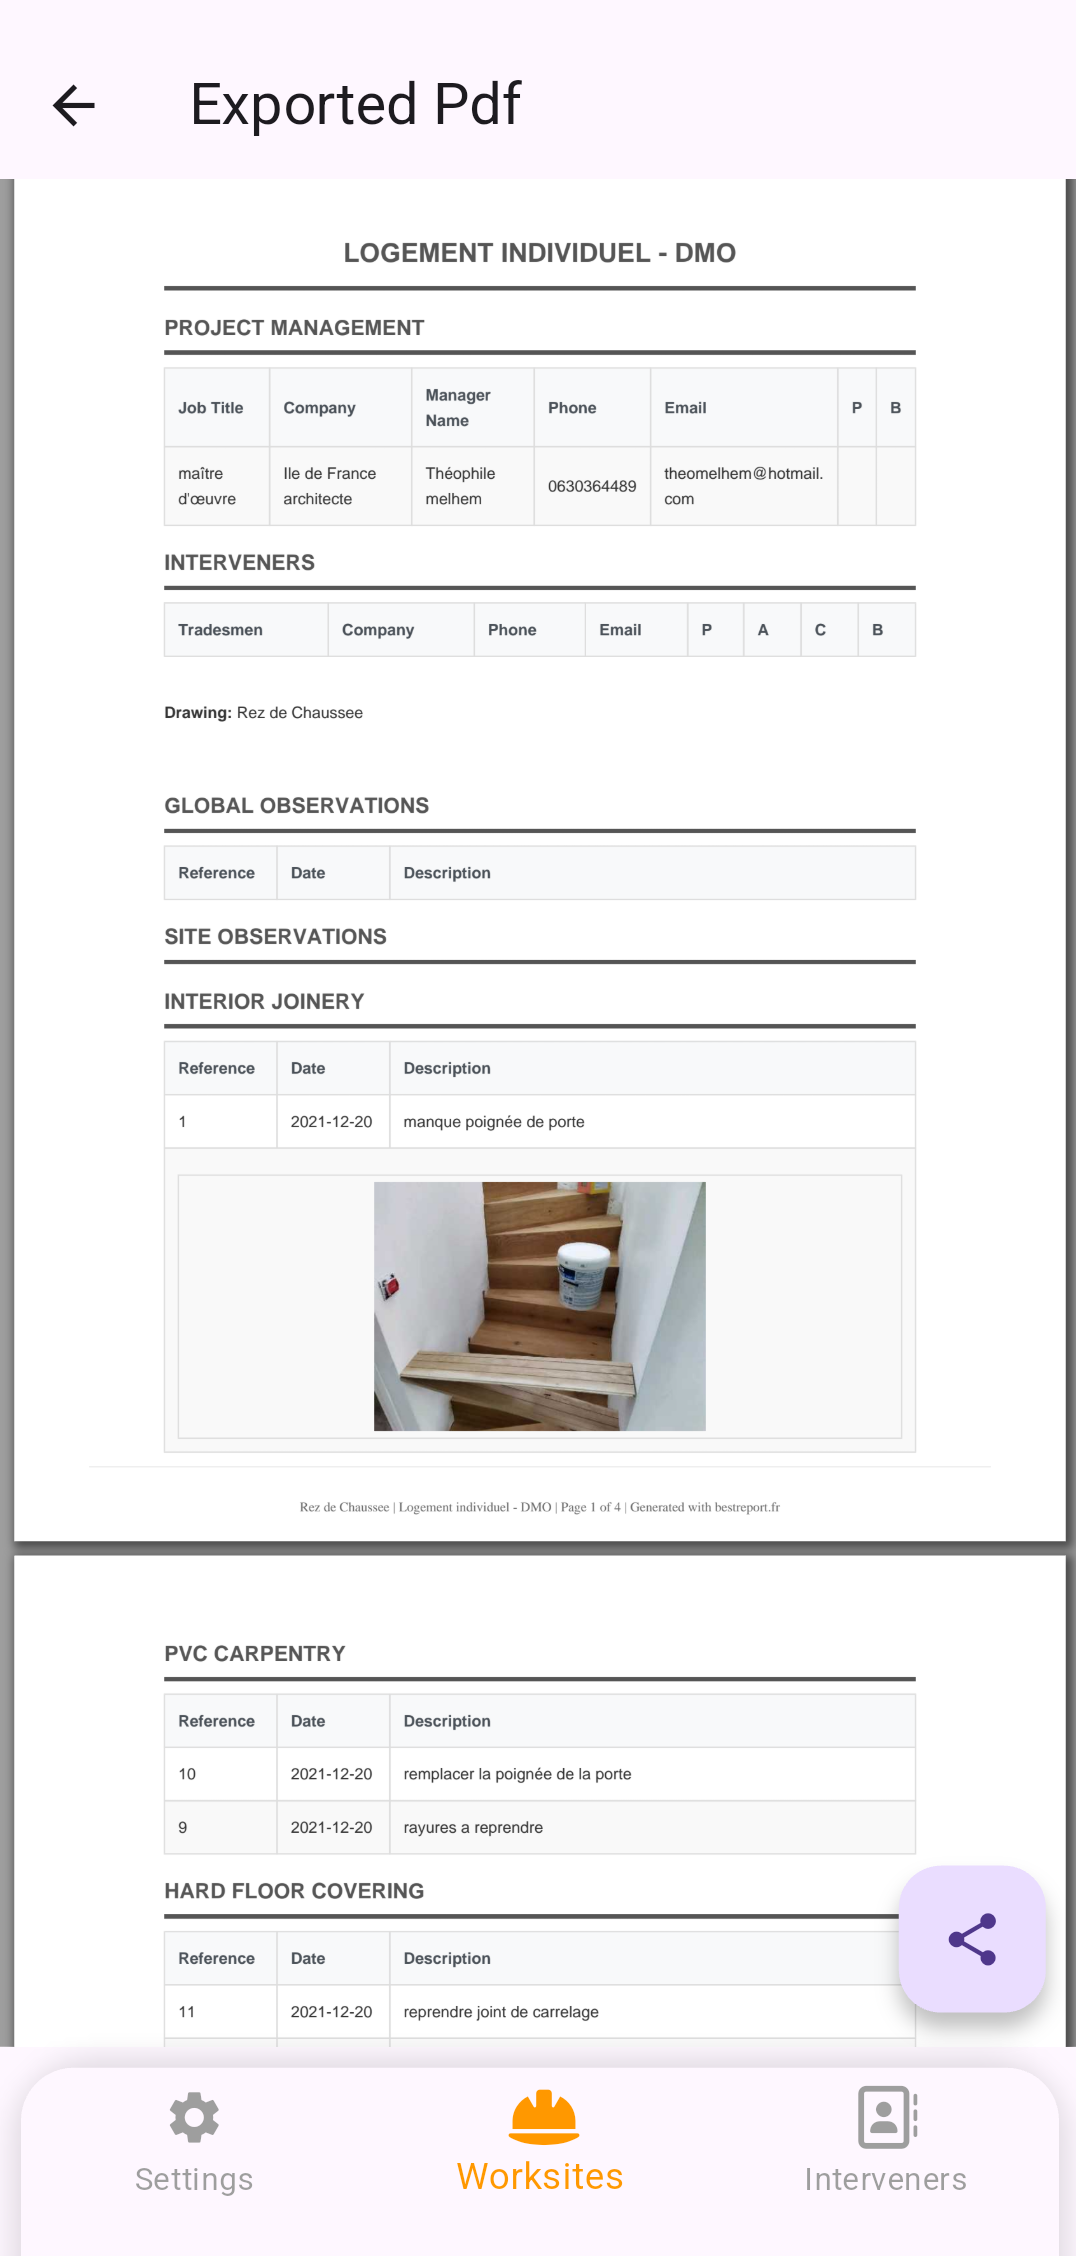 Exported Pdf
LOGEMENT INDIVIDUEL - DMO
PROJECT MANAGEMENT
Job Title Company Manager Name Phone Email P B
maître d'œuvre Ile de France architecte Théophile melhem 0630364489 theomelhem@hotmail.com
INTERVENERS
Tradesmen Company Phone Email P A C B
Drawing: Rez de Chaussee
GLOBAL OBSERVATIONS
Reference Date Description
SITE OBSERVATIONS
INTERIOR JOINERY
Reference Date Description
1 2021-12-20 manque poignée de porte
Rez de Chaussee | Logement individuel - DMO | Page 1 of 4 | Generated with bestreport.fr
PVC CARPENTRY
Reference Date Description
10 2021-12-20 remplacer la poignée de la porte
9 2021-12-20 rayures a reprendre
HARD FLOOR COVERING
Reference Date Description
11 2021-12-20 reprendre joint de carrelage
Settings Worksites Interveners